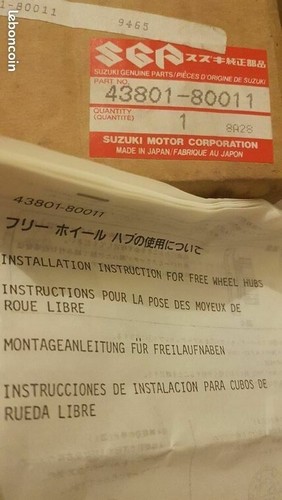 leboncoin
1-80011
9465
SGP スズキ純正部品
SUZUKI GENUINE PARTS/PIÈCES D'ORIGINE DE SUZUKI
PART NO.
43801-80011
QUANTITY
(QUANTITÉ)
1
8A28
SUZUKI MOTOR CORPORATION
MADE IN JAPAN/FABRIQUE AU JAPON
43801-80011
フリー ホイール ハブの使用について
INSTALLATION INSTRUCTION FOR FREE WHEEL HUBS
INSTRUCTIONS POUR LA POSE DES MOYEUX DE
ROUE LIBRE
MONTAGEANLEITUNG FÜR FREILAUFNABEN
INSTRUCCIONES DE INSTALACION PARA CUBOS DE
RUEDA LIBRE